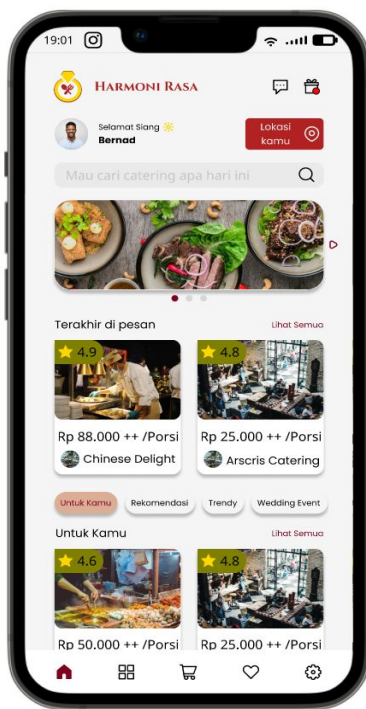 19:01
HARMONI RASA
Selamat Siang
Bernad
Lokasi
kamu
Mau cari catering apa hari ini
Terakhir di pesan
Lihat Semua
4.9
4.8
Rp 88.000 ++ /Porsi
Rp 25.000 ++ /Porsi
Chinese Delight
Arscris Catering
Untuk Kamu
Rekomendasi
Trendy
Wedding Event
Untuk Kamu
Lihat Semua
4.6
4.8
Rp 50.000 ++ /Porsi
Rp 25.000 ++ /Porsi